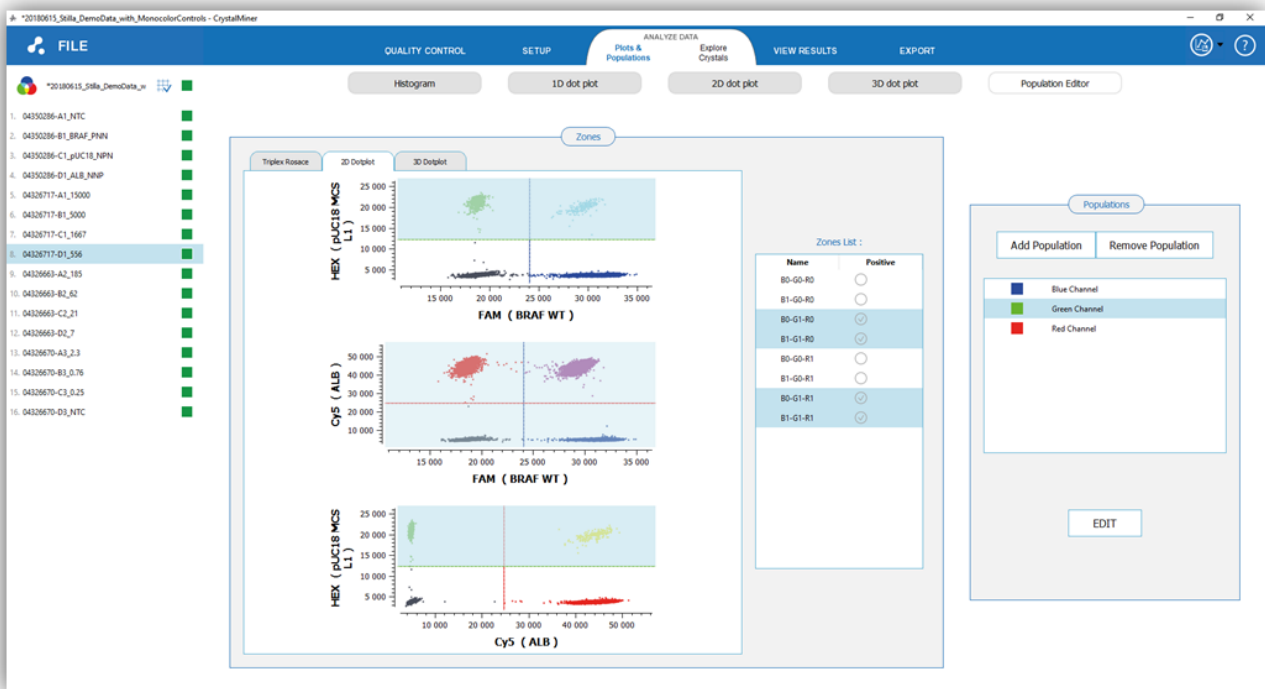 *20180615_Stilla_DemoData_with_MonocolorControls - CrystalMiner
FILE
QUALITY CONTROL
SETUP
ANALYZE DATA
Plots &
Populations
Explore
Crystals
VIEW RESULTS
EXPORT
?
*20180615_Stilla_DemoData_w
Histogram
1D dot plot
2D dot plot
3D dot plot
Population Editor
1. 04350286-A1_NTC
2. 04350286-B1_BRAF_PNN
3. 04350286-C1_pUC18_NPN
4. 04350286-D1_ALB_NNP
5. 04326717-A1_15000
6. 04326717-B1_5000
7. 04326717-C1_1667
8. 04326717-D1_556
9. 04326663-A2_185
10. 04326663-B2_62
11. 04326663-C2_21
12. 04326663-D2_7
13. 04326670-A3_2.3
14. 04326670-B3_0.76
15. 04326670-C3_0.25
16. 04326670-D3_NTC
Zones
Triplex Rosace
2D Dotplot
3D Dotplot
HEX ( pUC18 MCS
L1 )
25 000
20 000
15 000
10 000
5 000
15 000 20 000 25 000 30 000 35 000
FAM ( BRAF WT )
Cy5 ( ALB )
50 000
40 000
30 000
20 000
10 000
15 000 20 000 25 000 30 000 35 000
FAM ( BRAF WT )
HEX ( pUC18 MCS
L1 )
25 000
20 000
15 000
10 000
5 000
10 000 20 000 30 000 40 000 50 000
Cy5 ( ALB )
Zones List :
Name Positive
B0-G0-R0
B1-G0-R0
B0-G1-R0
B1-G1-R0
B0-G0-R1
B1-G0-R1
B0-G1-R1
B1-G1-R1
Populations
Add Population
Remove Population
Blue Channel
Green Channel
Red Channel
EDIT